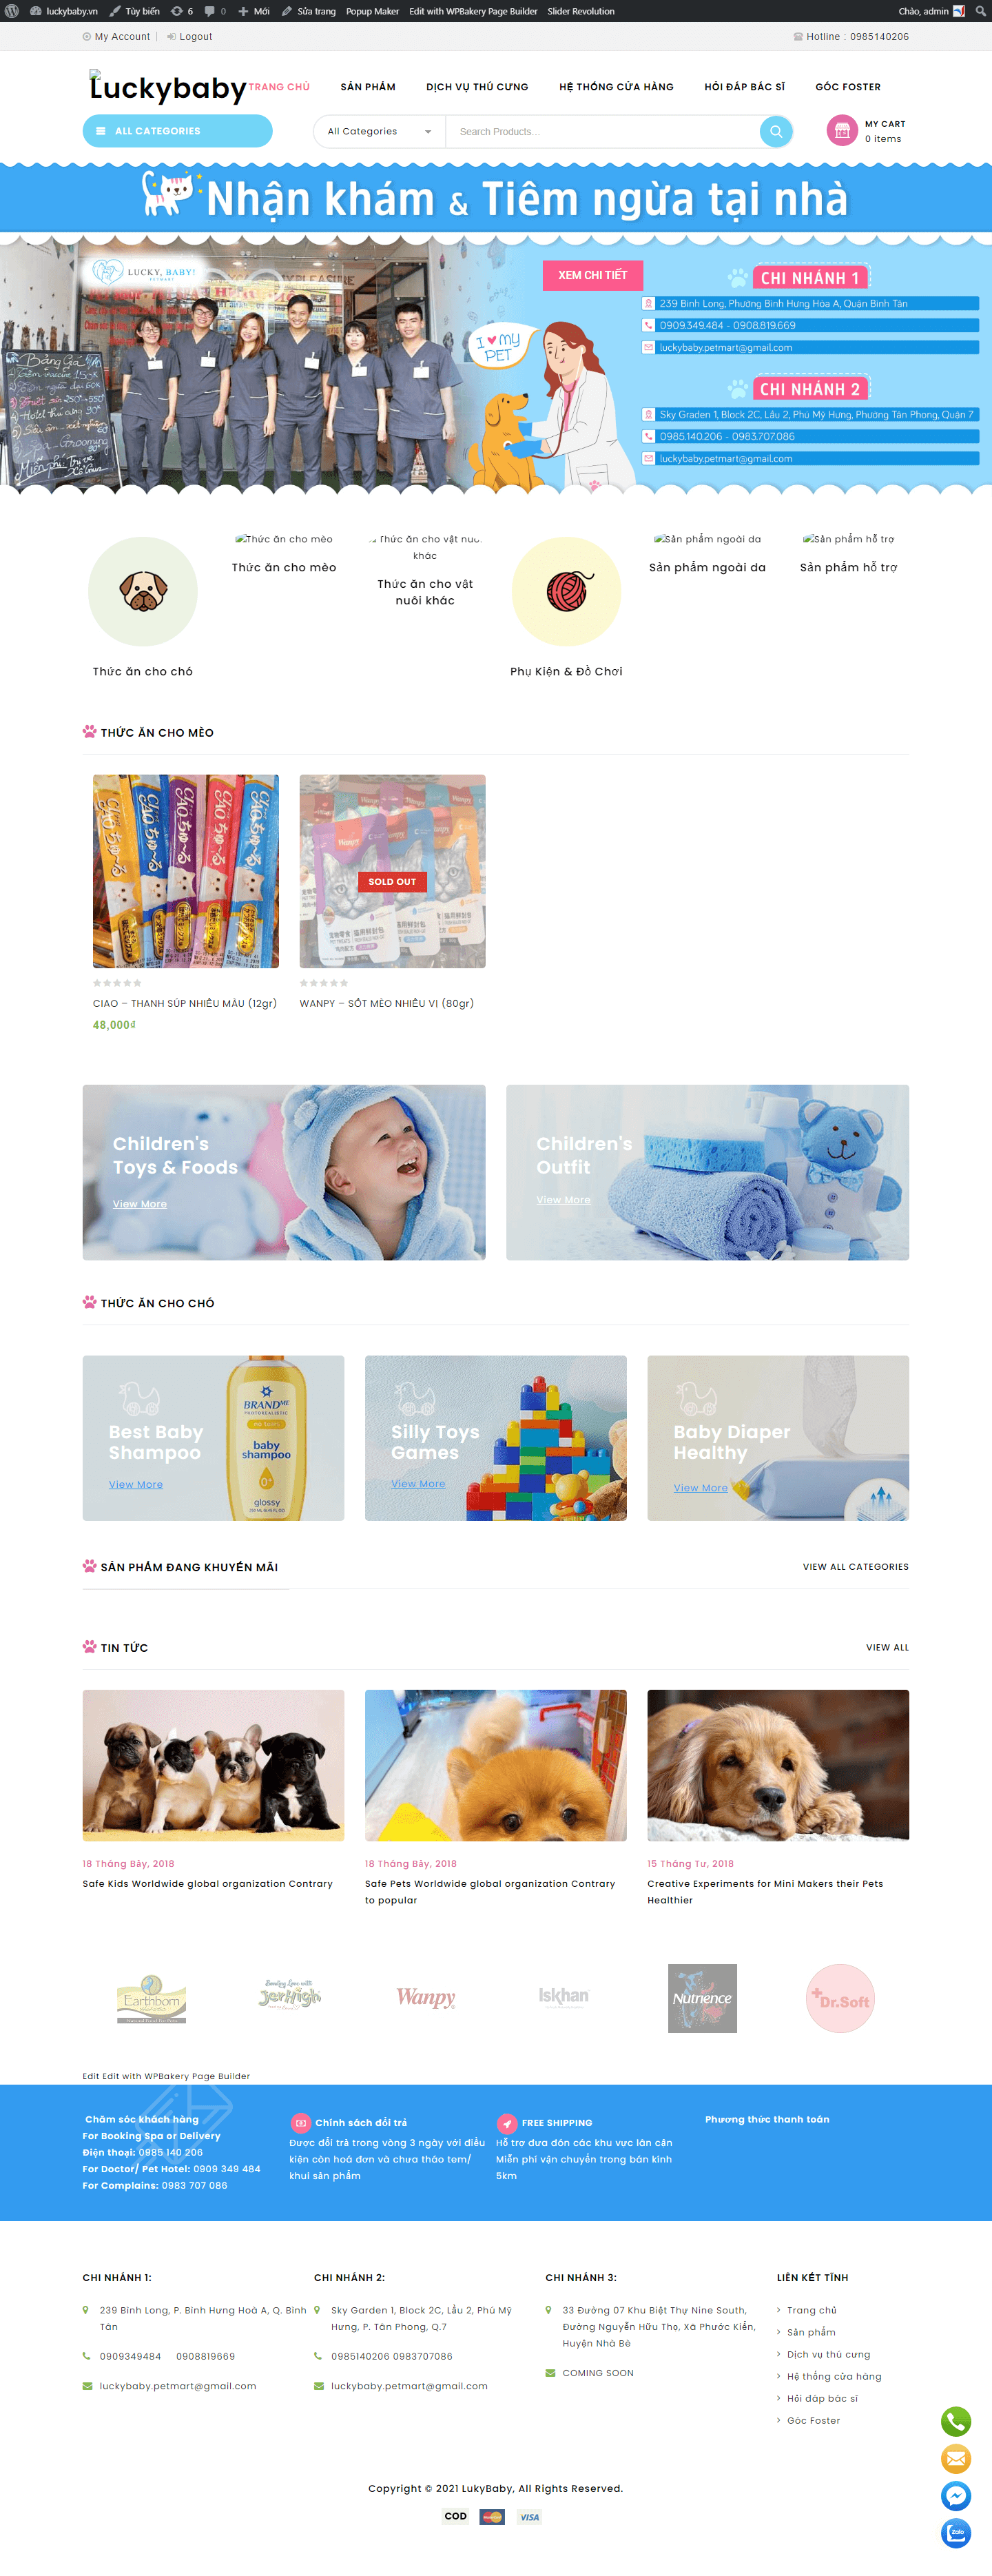 luckybaby.vn Tùy biến 6 0 Mới Sửa trang Popup Maker Edit with WPBakery Page Builder Slider Revolution Chào, admin
My Account | Logout Hotline : 0985140206
Luckybaby TRANG CHỦ SẢN PHẨM DỊCH VỤ THÚ CƯNG HỆ THỐNG CỬA HÀNG HỎI ĐÁP BÁC SĨ GÓC FOSTER
ALL CATEGORIES All Categories Search Products... MY CART
0 items
Nhận khám & Tiêm ngừa tại nhà
LUCKY, BABY!
PETMART
Bảng Giá
XEM CHI TIẾT
I ♥ my
PET
CHI NHÁNH 1
239 Bình Long, Phường Bình Hưng Hòa A, Quận Bình Tân
0909.349.484 - 0908.819.669
luckybaby.petmart@gmail.com
CHI NHÁNH 2
Sky Graden 1, Block 2C, Lầu 2, Phú Mỹ Hưng, Phường Tân Phong, Quận 7
0985.140.206 - 0983.707.086
luckybaby.petmart@gmail.com
Thức ăn cho chó
Thức ăn cho mèo
Thức ăn cho mèo
Thức ăn cho vật nuôi
khác
Thức ăn cho vật
nuôi khác
Phụ Kiện & Đồ Chơi
Sản phẩm ngoài da
Sản phẩm ngoài da
Sản phẩm hỗ trợ
Sản phẩm hỗ trợ
THỨC ĂN CHO MÈO
Wanpy
SOLD OUT
CIAO – THANH SÚP NHIỀU MÀU (12gr)
48,000₫
WANPY – SỐT MÈO NHIỀU VỊ (80gr)
Children's
Toys & Foods
View More
Children's
Outfit
View More
THỨC ĂN CHO CHÓ
Best Baby
Shampoo
View More
BRAND ME
PHOTOREALISTIC
baby
shampoo
0+
glossy
Silly Toys
Games
View More
Baby Diaper
Healthy
View More
SẢN PHẨM ĐANG KHUYẾN MÃI VIEW ALL CATEGORIES
TIN TỨC VIEW ALL
18 Tháng Bảy, 2018
Safe Kids Worldwide global organization Contrary
18 Tháng Bảy, 2018
Safe Pets Worldwide global organization Contrary
to popular
15 Tháng Tư, 2018
Creative Experiments for Mini Makers their Pets
Healthier
Earthborn
JerHigh
Wanpy
Iskhan
Nutrience
Dr.Soft
Edit Edit with WPBakery Page Builder
Chăm sóc khách hàng
For Booking Spa or Delivery
Điện thoại: 0985 140 206
For Doctor/ Pet Hotel: 0909 349 484
For Complains: 0983 707 086
Chính sách đổi trả
Được đổi trả trong vòng 3 ngày với điều
kiện còn hoá đơn và chưa tháo tem/
khui sản phẩm
FREE SHIPPING
Hỗ trợ đưa đón các khu vực lân cận
Miễn phí vận chuyển trong bán kính
5km
Phương thức thanh toán
CHI NHÁNH 1:
239 Bình Long, P. Bình Hưng Hoà A, Q. Bình
Tân
0909349484 0908819669
luckybaby.petmart@gmail.com
CHI NHÁNH 2:
Sky Garden 1, Block 2C, Lầu 2, Phú Mỹ
Hưng, P. Tân Phong, Q.7
0985140206 0983707086
luckybaby.petmart@gmail.com
CHI NHÁNH 3:
33 Đường 07 Khu Biệt Thự Nine South,
Đường Nguyễn Hữu Thọ, Xã Phước Kiển,
Huyện Nhà Bè
COMING SOON
LIÊN KẾT TĨNH
Trang chủ
Sản phẩm
Dịch vụ thú cưng
Hệ thống cửa hàng
Hỏi đáp bác sĩ
Góc Foster
Copyright © 2021 LukyBaby, All Rights Reserved.
COD MasterCard VISA
Zalo